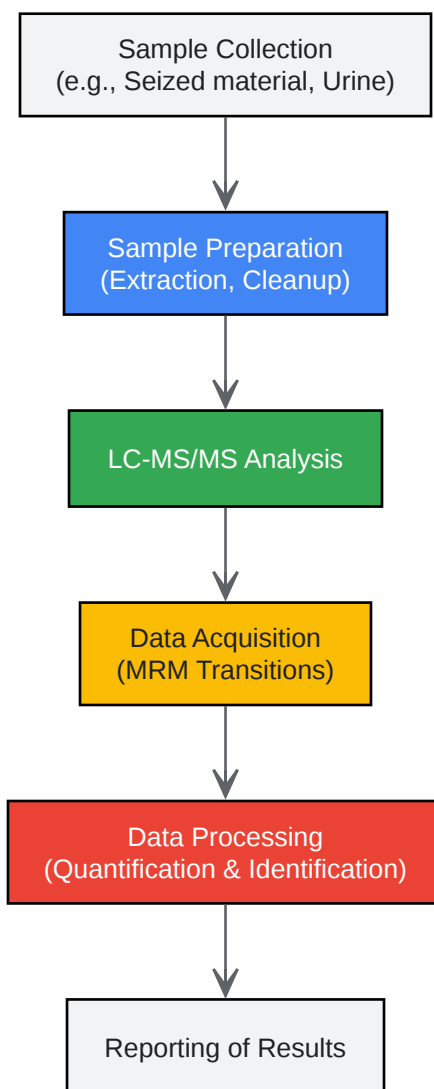 Sample Collection
(e.g., Seized material, Urine)
Sample Preparation
(Extraction, Cleanup)
LC-MS/MS Analysis
Data Acquisition
(MRM Transitions)
Data Processing
(Quantification & Identification)
Reporting of Results